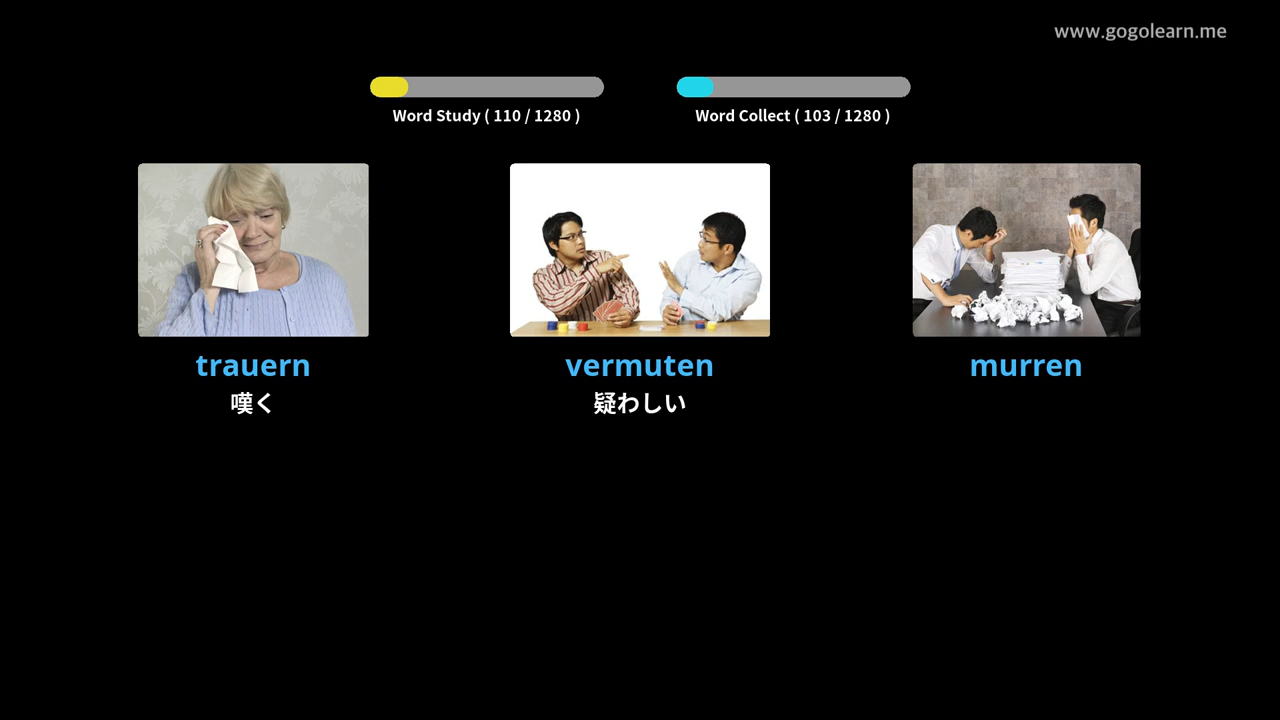 www.gogolearn.me
Word Study ( 110 / 1280 )
Word Collect ( 103 / 1280 )
trauern
vermuten
murren
嘆く
疑わしい